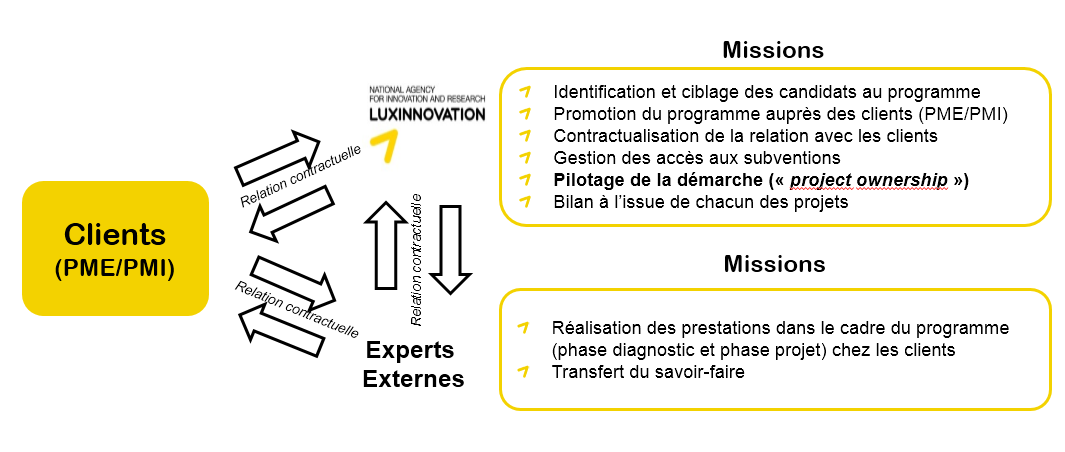 Missions
NATIONAL AGENCY
FOR INNOVATION AND RESEARCH
LUXINNOVATION
Identification et ciblage des candidats au programme
Promotion du programme auprès des clients (PME/PMI)
Contractualisation de la relation avec les clients
Gestion des accès aux subventions
Pilotage de la démarche (« project ownership »)
Bilan à l’issue de chacun des projets
Relation contractuelle
Clients
(PME/PMI)
Relation contractuelle
Relation contractuelle
Experts
Externes
Missions
Réalisation des prestations dans le cadre du programme
(phase diagnostic et phase projet) chez les clients
Transfert du savoir-faire